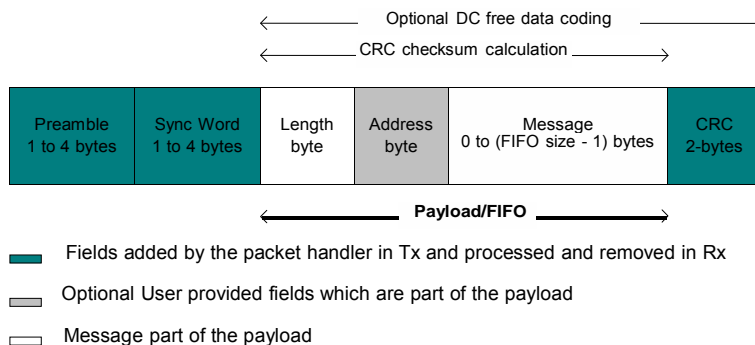 Optional DC free data coding
CRC checksum calculation
Preamble
1 to 4 bytes
Sync Word
1 to 4 bytes
Length
byte
Address
byte
Message
0 to (FIFO size - 1) bytes
CRC
2-bytes
Payload/FIFO
Fields added by the packet handler in Tx and processed and removed in Rx
Optional User provided fields which are part of the payload
Message part of the payload